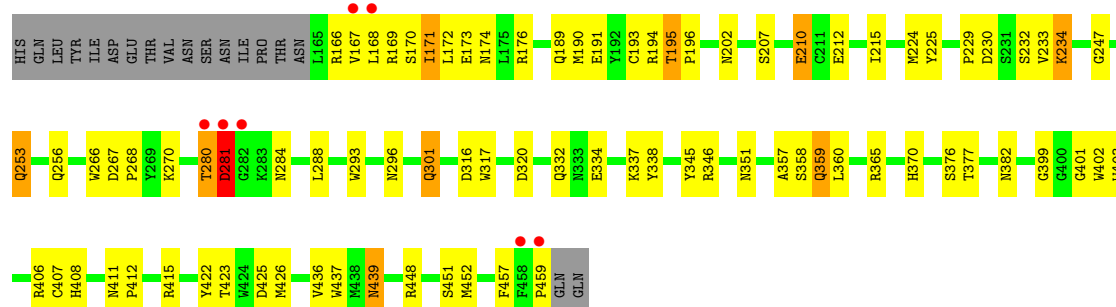 HIS GLN LEU TYR ILE ASP GLU THR VAL ASN SER ASN ILE PRO THR ASN L165 R166 V167 L168 R169 S170 I171 L172 E173 N174 L175 R176 Q189 M190 E191 Y192 C193 R194 T195 P196 N202 S207 E210 C211 E212 I215 M224 Y225 P229 D230 S231 S232 V233 K234 G247
Q253 Q256 W266 D267 P268 Y269 K270 T280 D281 G282 K283 N284 L288 W293 N296 Q301 D316 W317 D320 Q332 N333 E334 K337 Y338 Y345 R346 N351 A357 S358 Q359 L360 R365 H370 S376 T377 N382 G399 G400 G401 W402
R406 C407 H408 N411 P412 R415 Y422 T423 W424 D425 M426 V436 W437 M438 N439 R448 S451 M452 F457 F458 P459 GLN GLN